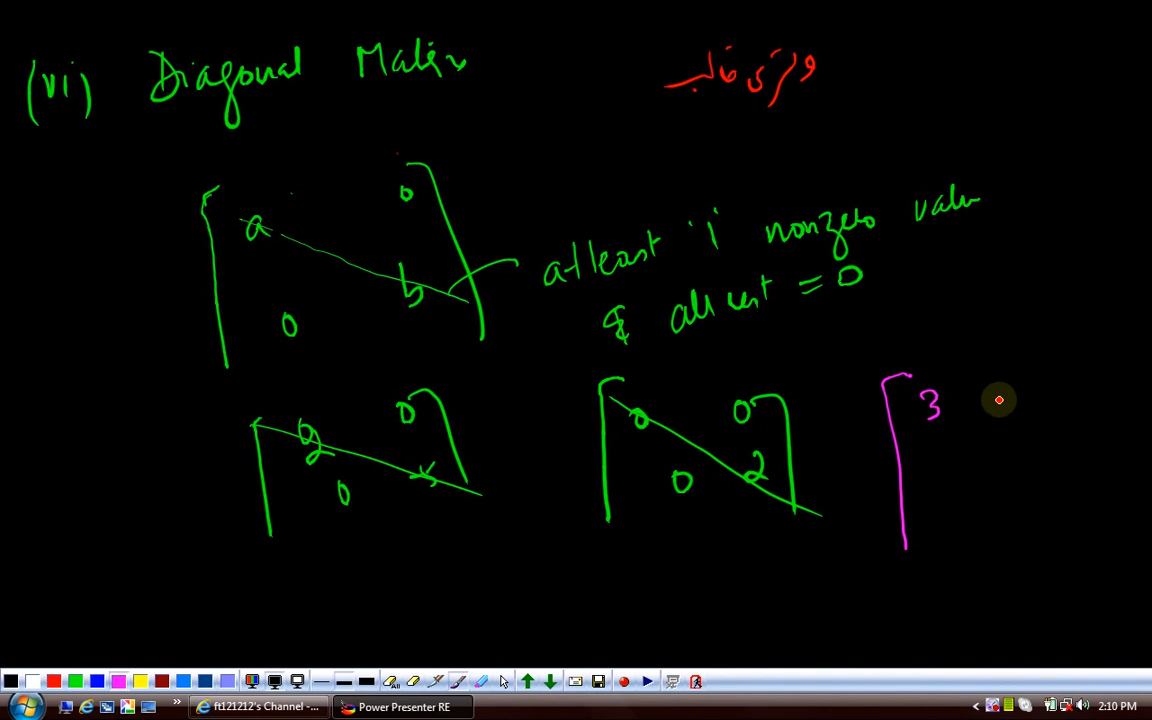 (vi) Diagonal Matrix وتری قالب
a 0
0 b
atleast '1' nonzero value
& all rest = 0
0
0
0 0
0 2
3
ft121212's Channel - ... Power Presenter RE 2:10 PM